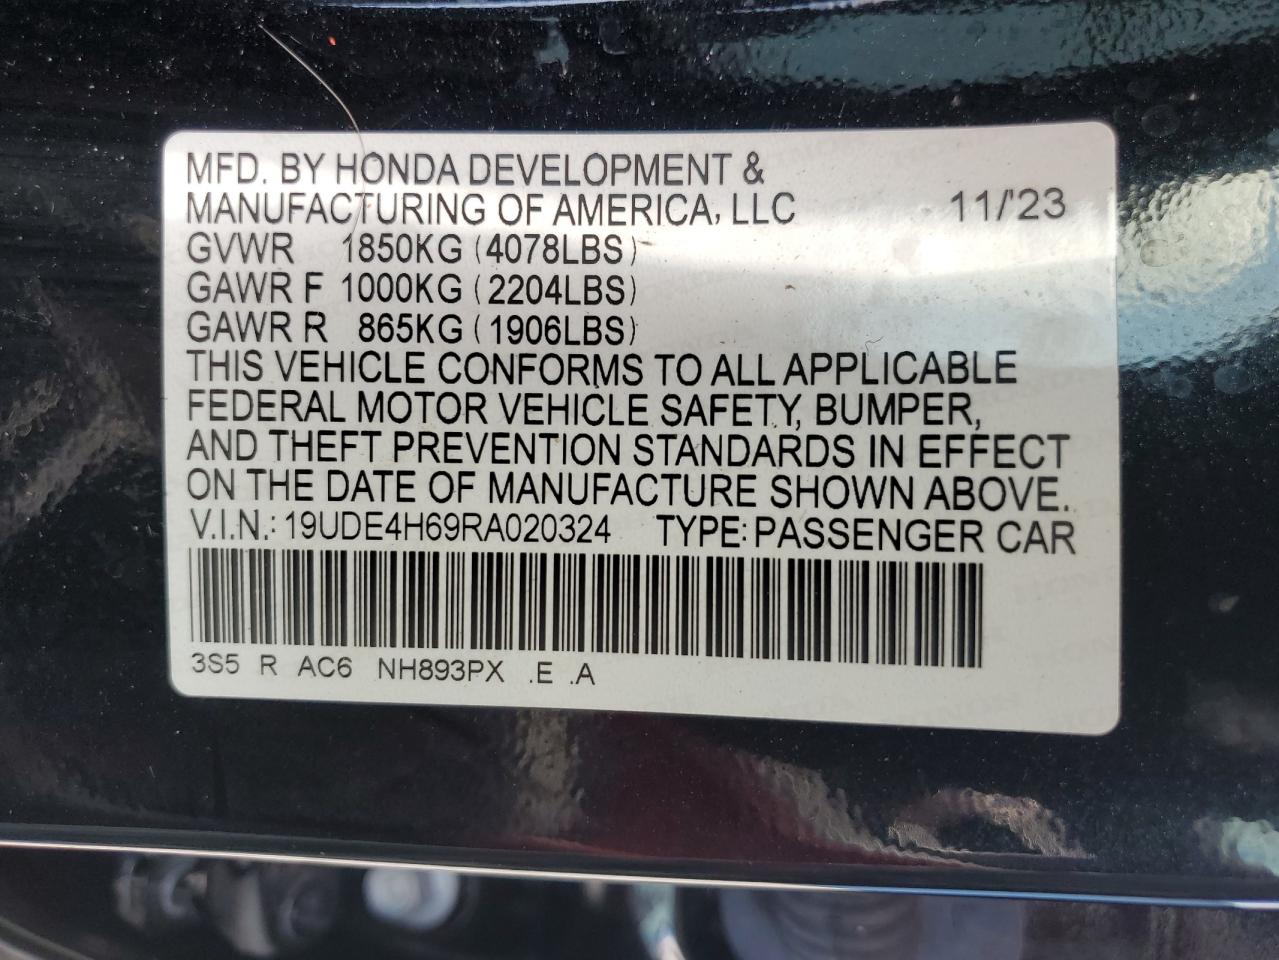 MFD. BY HONDA DEVELOPMENT &
MANUFACTURING OF AMERICA, LLC 11/'23
GVWR 1850KG (4078LBS)
GAWR F 1000KG (2204LBS)
GAWR R 865KG (1906LBS)
THIS VEHICLE CONFORMS TO ALL APPLICABLE
FEDERAL MOTOR VEHICLE SAFETY, BUMPER,
AND THEFT PREVENTION STANDARDS IN EFFECT
ON THE DATE OF MANUFACTURE SHOWN ABOVE.
V.I.N.: 19UDE4H69RA020324 TYPE: PASSENGER CAR
3S5 R AC6 NH893PX .E .A